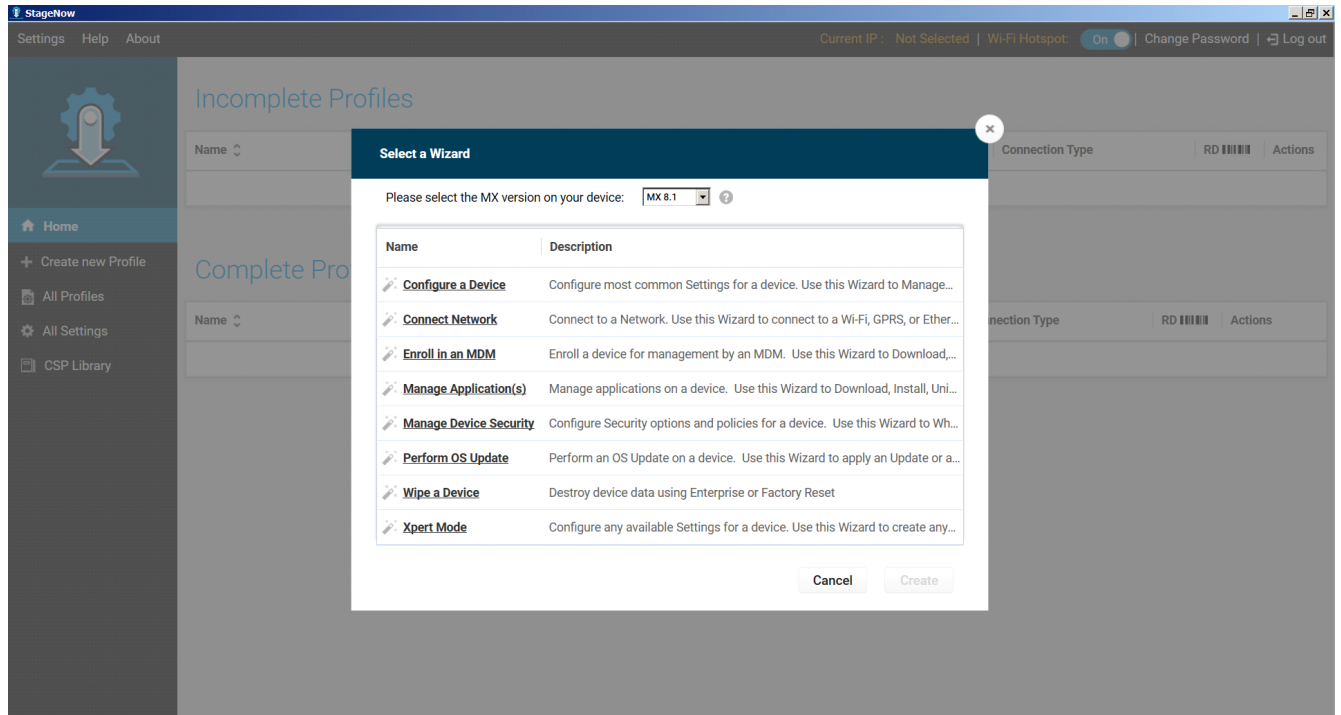 StageNow
Settings Help About
Current IP : Not Selected | Wi-Fi Hotspot: On | Change Password | Log out
Incomplete Profiles
Name
Connection Type RD Actions
Select a Wizard
Please select the MX version on your device: MX 8.1 ?
Name Description
Configure a Device Configure most common Settings for a device. Use this Wizard to Manage...
Connect Network Connect to a Network. Use this Wizard to connect to a Wi-Fi, GPRS, or Ether...
Enroll in an MDM Enroll a device for management by an MDM. Use this Wizard to Download,...
Manage Application(s) Manage applications on a device. Use this Wizard to Download, Install, Uni...
Manage Device Security Configure Security options and policies for a device. Use this Wizard to Wh...
Perform OS Update Perform an OS Update on a device. Use this Wizard to apply an Update or a...
Wipe a Device Destroy device data using Enterprise or Factory Reset
Xpert Mode Configure any available Settings for a device. Use this Wizard to create any...
Cancel Create
Home
Create new Profile
All Profiles
All Settings
CSP Library
Complete Pro
Name
nection Type RD Actions